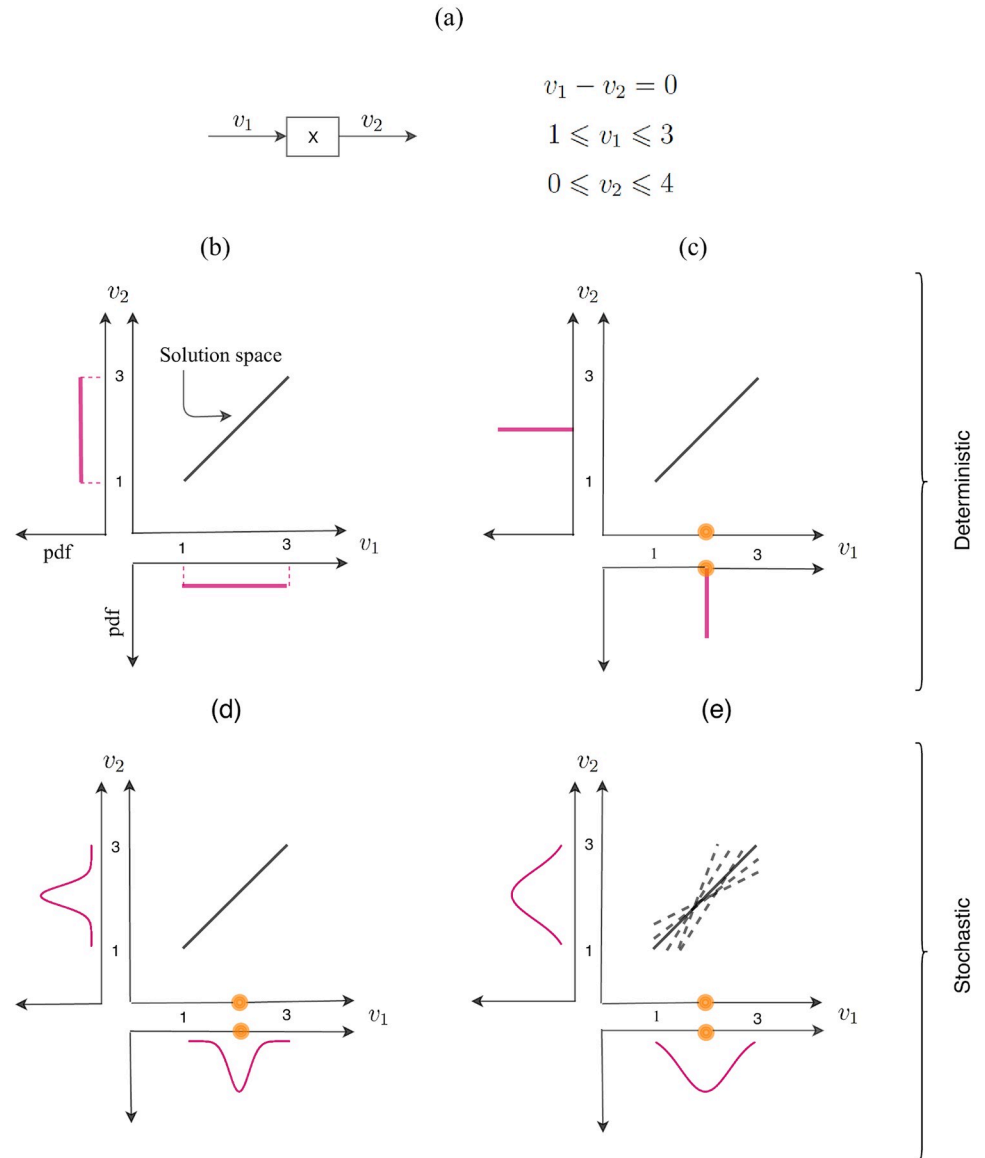 (a)
v₁ X v₂
v₁ − v₂ = 0
1 ⩽ v₁ ⩽ 3
0 ⩽ v₂ ⩽ 4
(b)
v₂
Solution space
3
1
pdf
1 3 v₁
pdf
(c)
v₂
3
1
1 3 v₁
Deterministic
(d)
v₂
3
1
1 3 v₁
(e)
v₂
3
1
1 3 v₁
Stochastic